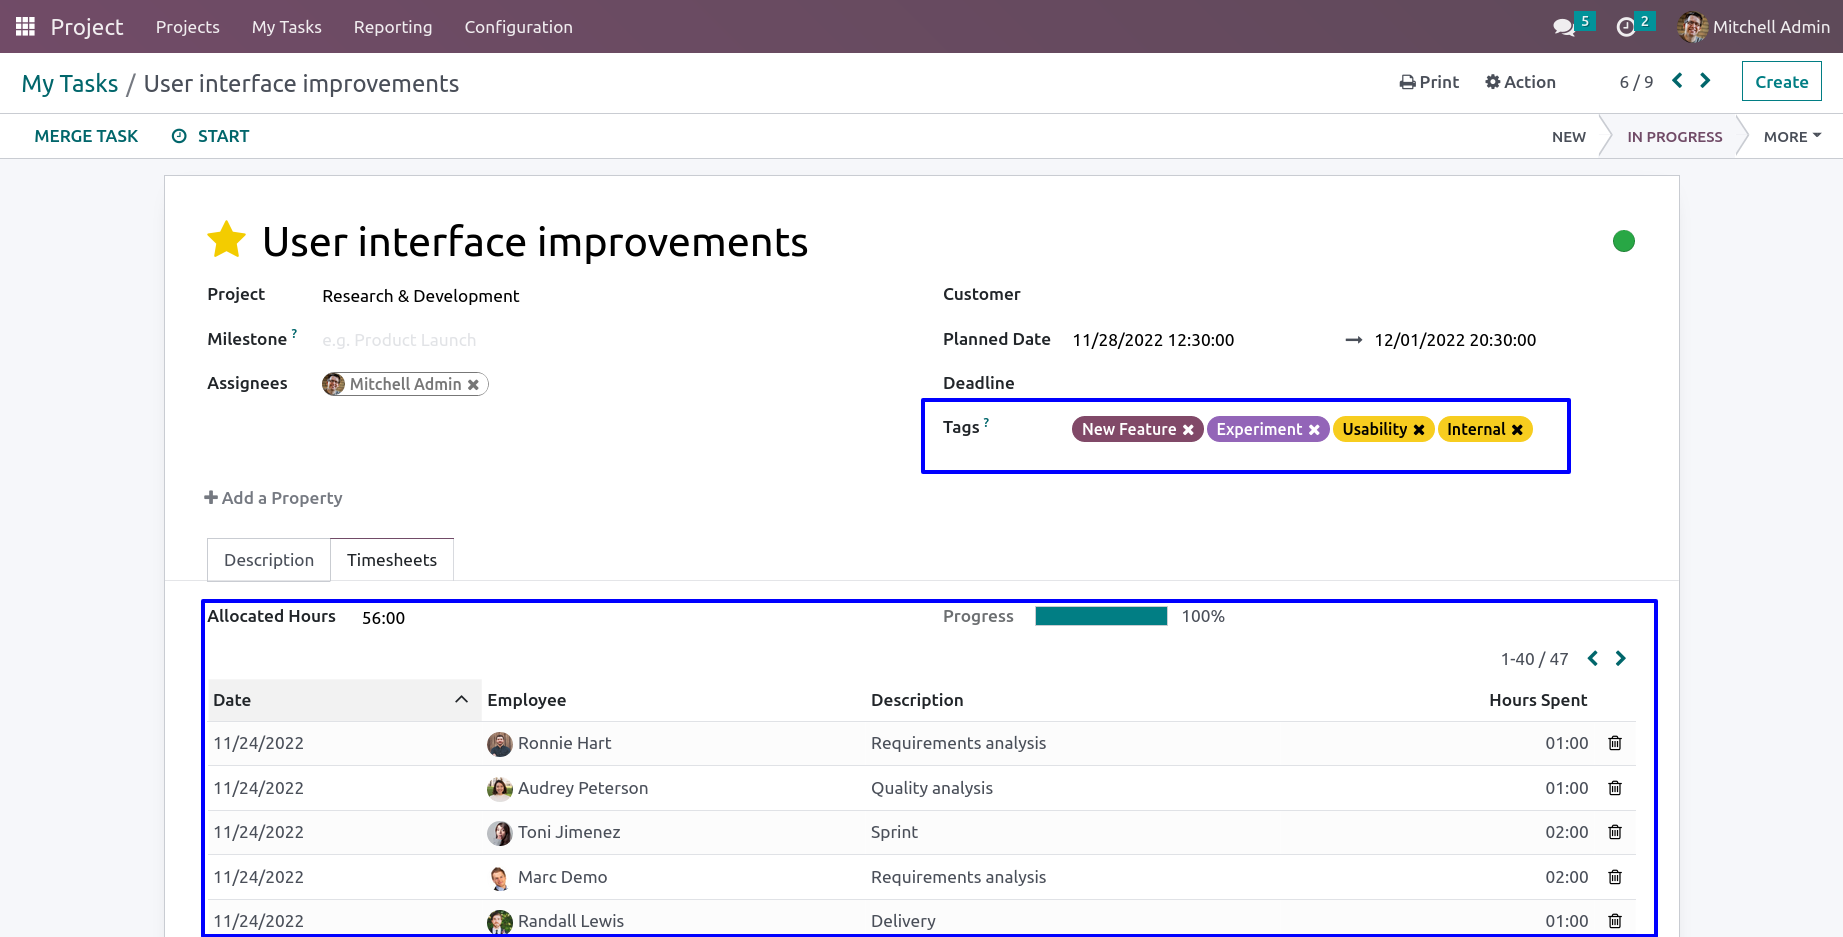 Project Projects My Tasks Reporting Configuration 5 2 Mitchell Admin
My Tasks / User interface improvements Print Action 6 / 9 Create
MERGE TASK START NEW IN PROGRESS MORE
User interface improvements
Project Research & Development Customer
Milestone ? e.g. Product Launch Planned Date 11/28/2022 12:30:00 → 12/01/2022 20:30:00
Assignees Mitchell Admin ✖ Deadline
Tags ? New Feature ✖ Experiment ✖ Usability ✖ Internal ✖
+ Add a Property
Description Timesheets
Allocated Hours 56:00 Progress 100%
1-40 / 47
Date Employee Description Hours Spent
11/24/2022 Ronnie Hart Requirements analysis 01:00
11/24/2022 Audrey Peterson Quality analysis 01:00
11/24/2022 Toni Jimenez Sprint 02:00
11/24/2022 Marc Demo Requirements analysis 02:00
11/24/2022 Randall Lewis Delivery 01:00